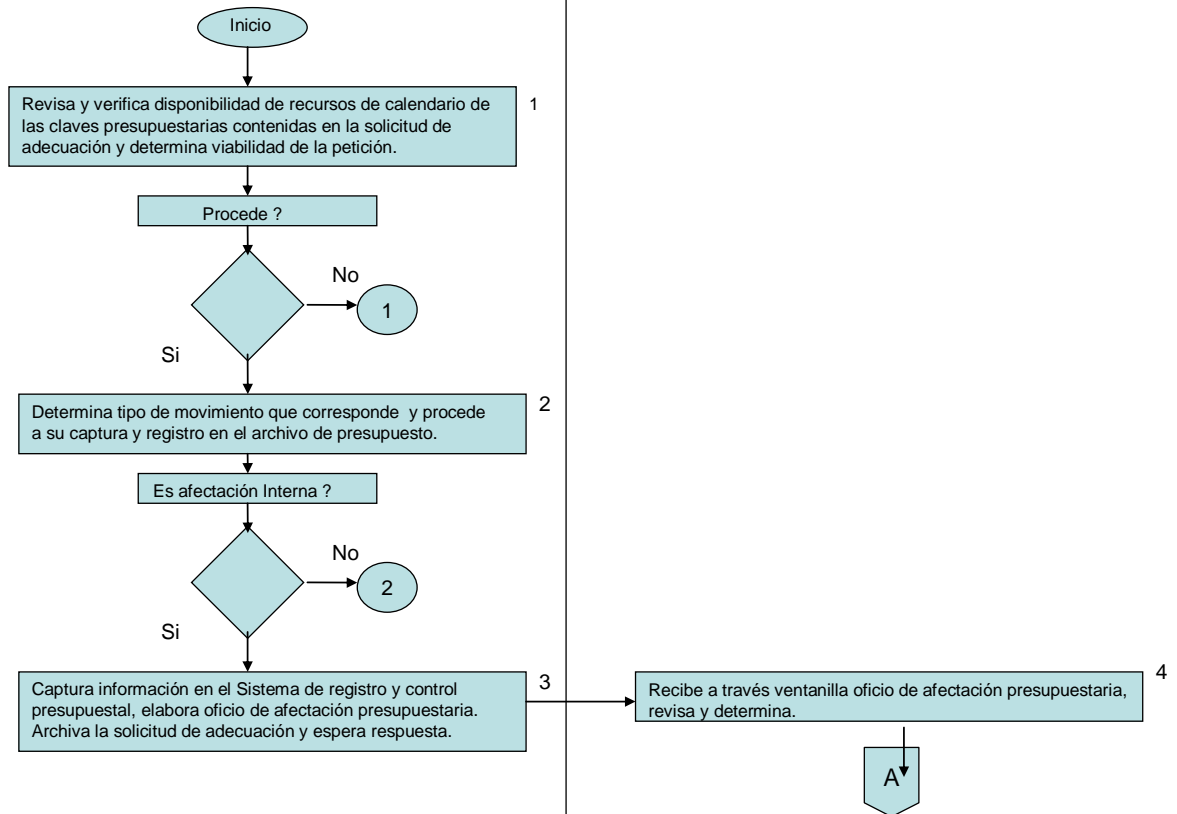 Inicio
Revisa y verifica disponibilidad de recursos de calendario de
las claves presupuestarias contenidas en la solicitud de
adecuación y determina viabilidad de la petición.
1
Procede ?
No
1
Si
Determina tipo de movimiento que corresponde y procede
a su captura y registro en el archivo de presupuesto.
2
Es afectación Interna ?
No
2
Si
Captura información en el Sistema de registro y control
presupuestal, elabora oficio de afectación presupuestaria.
Archiva la solicitud de adecuación y espera respuesta.
3
Recibe a través ventanilla oficio de afectación presupuestaria,
revisa y determina.
4
A